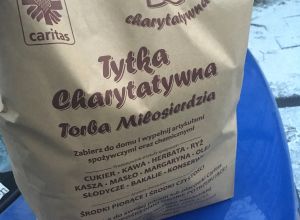 Caritas
charytatywna
Tytka
Charytatywna
Torba Miłosierdzia
Zabierz do domu i wypełnij artykułami
spożywczymi oraz chemicznymi
CUKIER - KAWA - HERBATA - RYŻ
KASZA - MASŁO - MARGARYNA - OLEJ
SŁODYCZE - BAKALIE - KONSERWY
ŚRODKI PIORĄCE I ŚRODKI CZYSTOŚCI